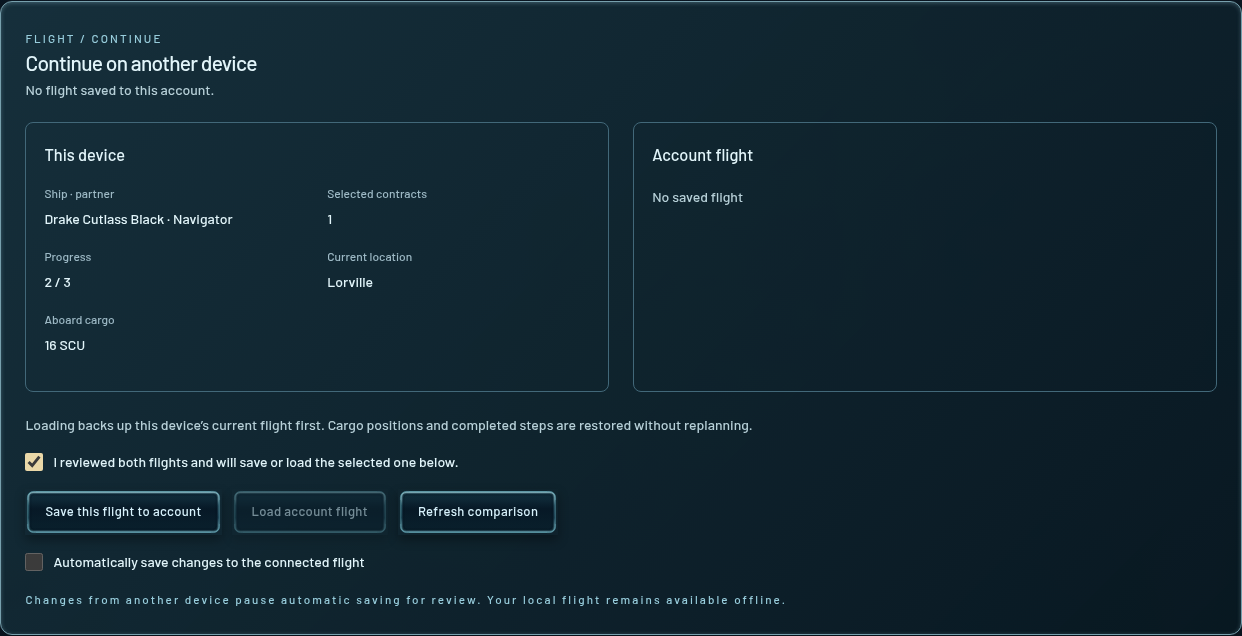 FLIGHT / CONTINUE
Continue on another device
No flight saved to this account.
This device
Ship · partner
Drake Cutlass Black · Navigator
Selected contracts
1
Progress
2 / 3
Current location
Lorville
Aboard cargo
16 SCU
Account flight
No saved flight
Loading backs up this device’s current flight first. Cargo positions and completed steps are restored without replanning.
I reviewed both flights and will save or load the selected one below.
Save this flight to account
Load account flight
Refresh comparison
Automatically save changes to the connected flight
Changes from another device pause automatic saving for review. Your local flight remains available offline.